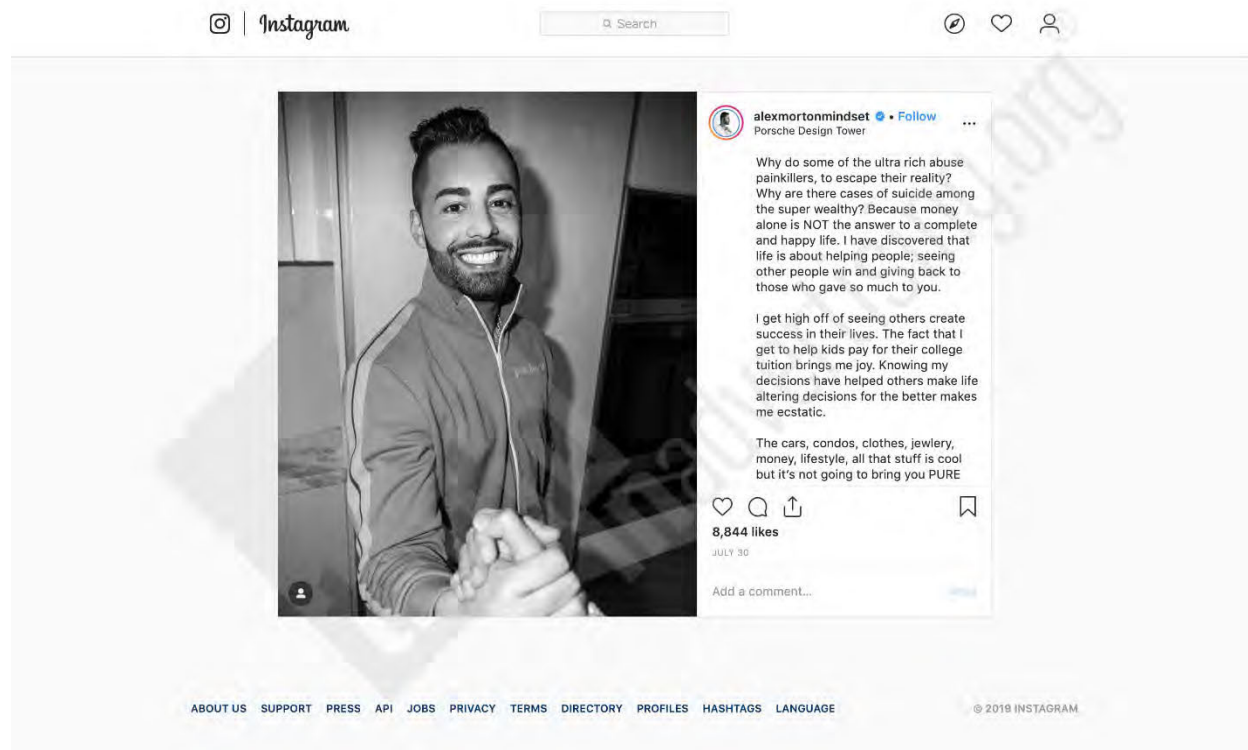 Instagram
Search
alexmortonmindset • Follow
Porsche Design Tower
...
Why do some of the ultra rich abuse
painkillers, to escape their reality?
Why are there cases of suicide among
the super wealthy? Because money
alone is NOT the answer to a complete
and happy life. I have discovered that
life is about helping people; seeing
other people win and giving back to
those who gave so much to you.
I get high off of seeing others create
success in their lives. The fact that I
get to help kids pay for their college
tuition brings me joy. Knowing my
decisions have helped others make life
altering decisions for the better makes
me ecstatic.
The cars, condos, clothes, jewlery,
money, lifestyle, all that stuff is cool
but it's not going to bring you PURE
8,844 likes
JULY 30
Add a comment...
ABOUT US SUPPORT PRESS API JOBS PRIVACY TERMS DIRECTORY PROFILES HASHTAGS LANGUAGE
© 2019 INSTAGRAM